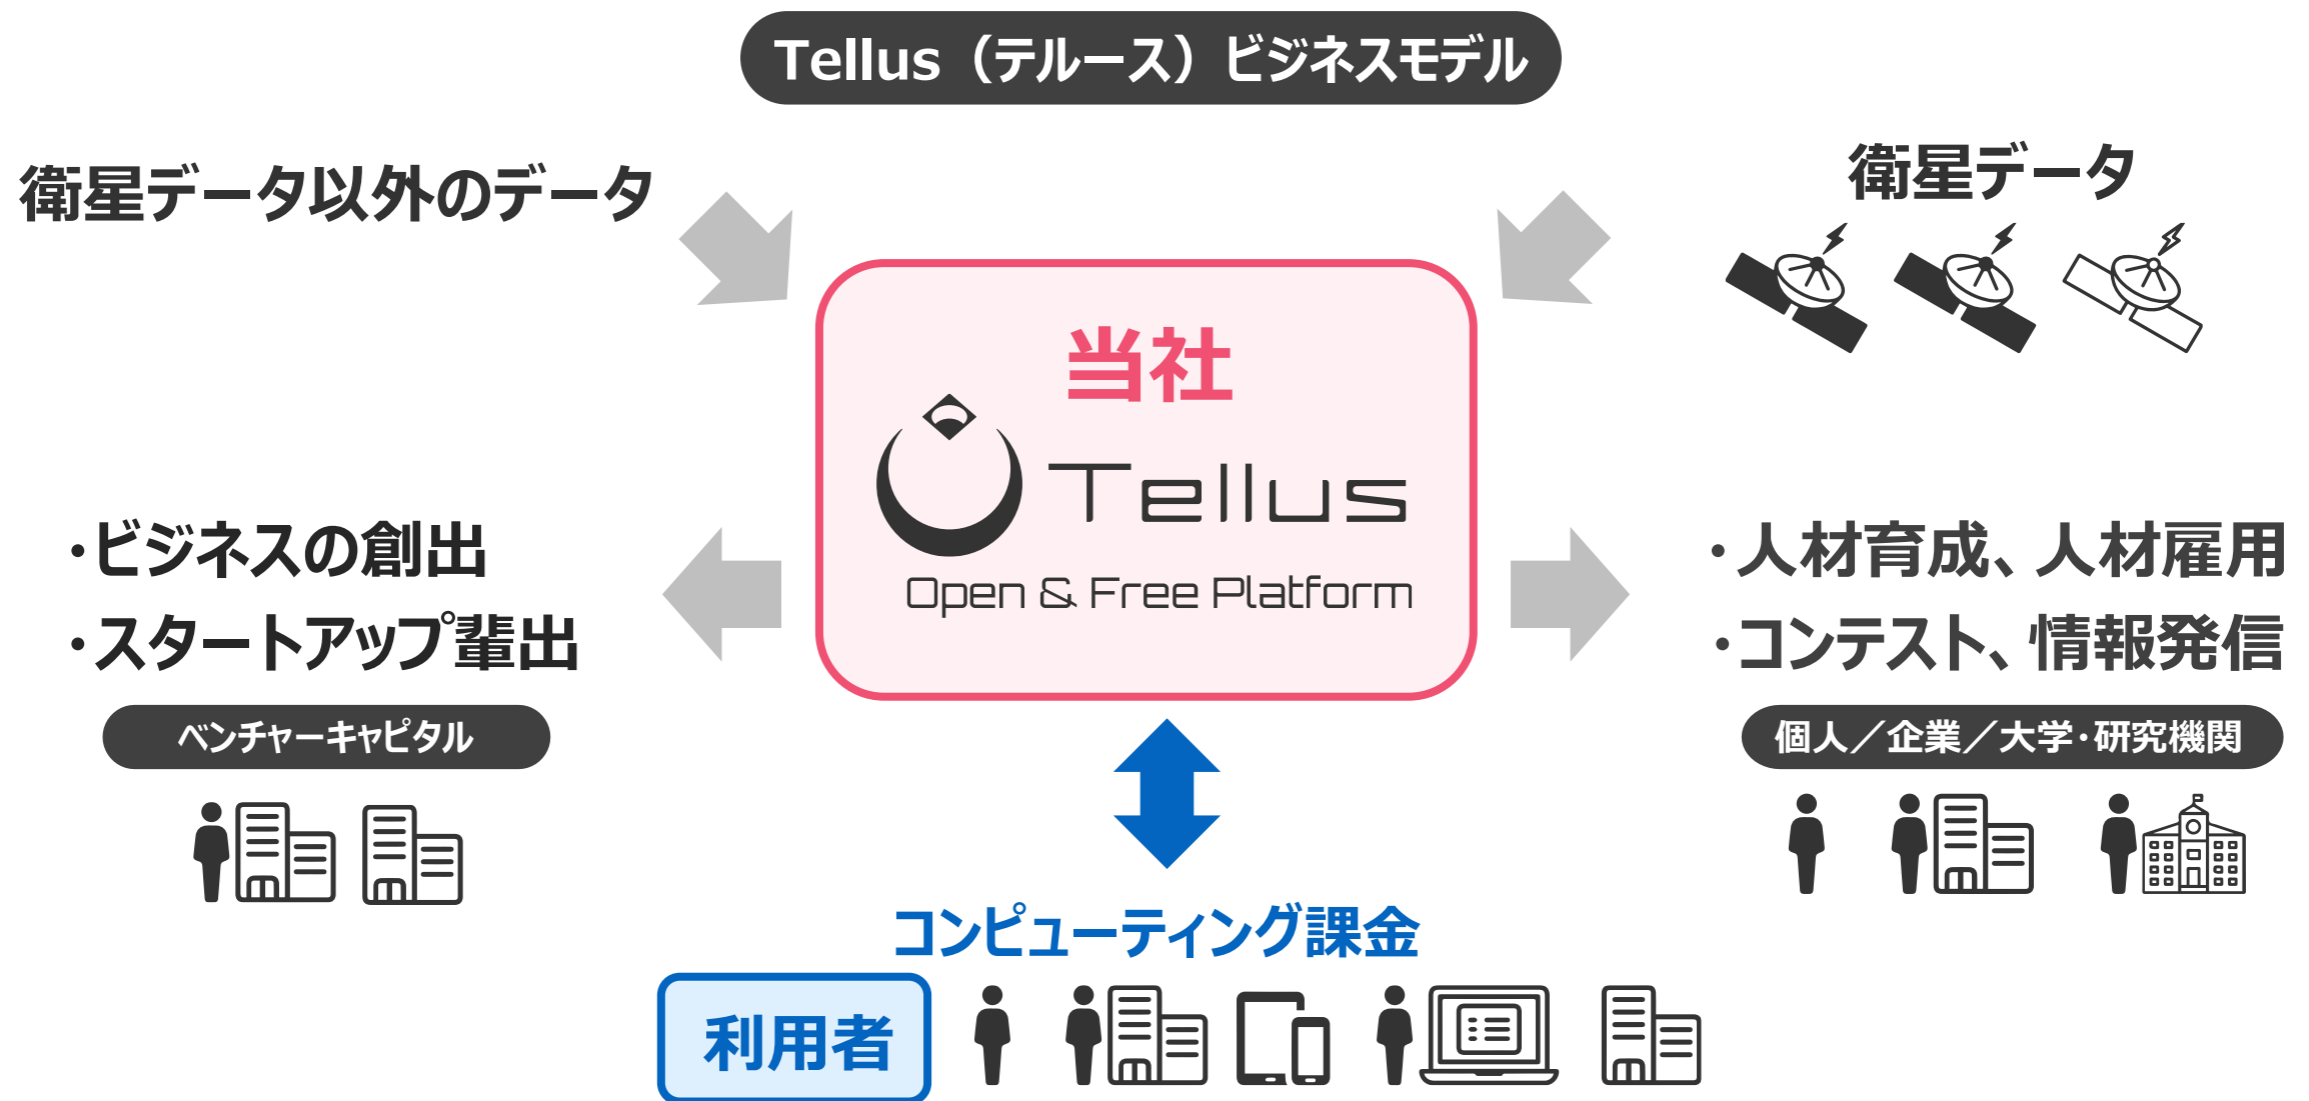 Tellus（テルース）ビジネスモデル
衛星データ以外のデータ
衛星データ
当社
Tellus
Open & Free Platform
・ビジネスの創出
・スタートアップ輩出
ベンチャーキャピタル
・人材育成、人材雇用
・コンテスト、情報発信
個人／企業／大学・研究機関
コンピューティング課金
利用者